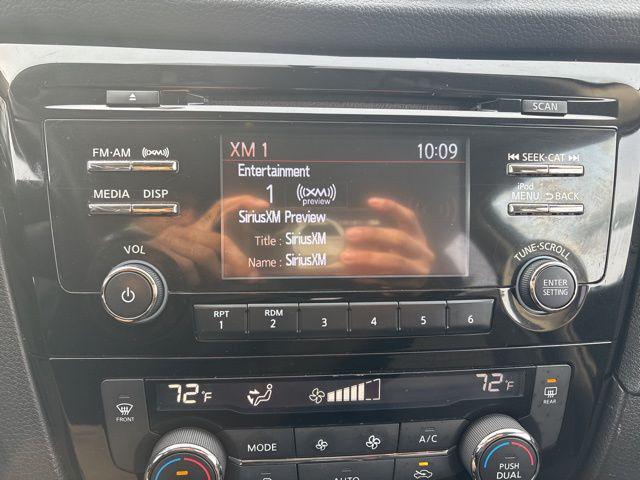 SCAN
FM·AM ((XM))
XM 1 10:09
Entertainment
1 ((XM))
preview
SiriusXM Preview
Title : SiriusXM
Name : SiriusXM
SEEK·CAT
MEDIA DISP
iPod
MENU BACK
VOL
TUNE·SCROLL
ENTER
SETTING
RPT
1
RDM
2
3
4
5
6
72°F
72°F
FRONT
REAR
MODE
A/C
AUTO
PUSH
DUAL